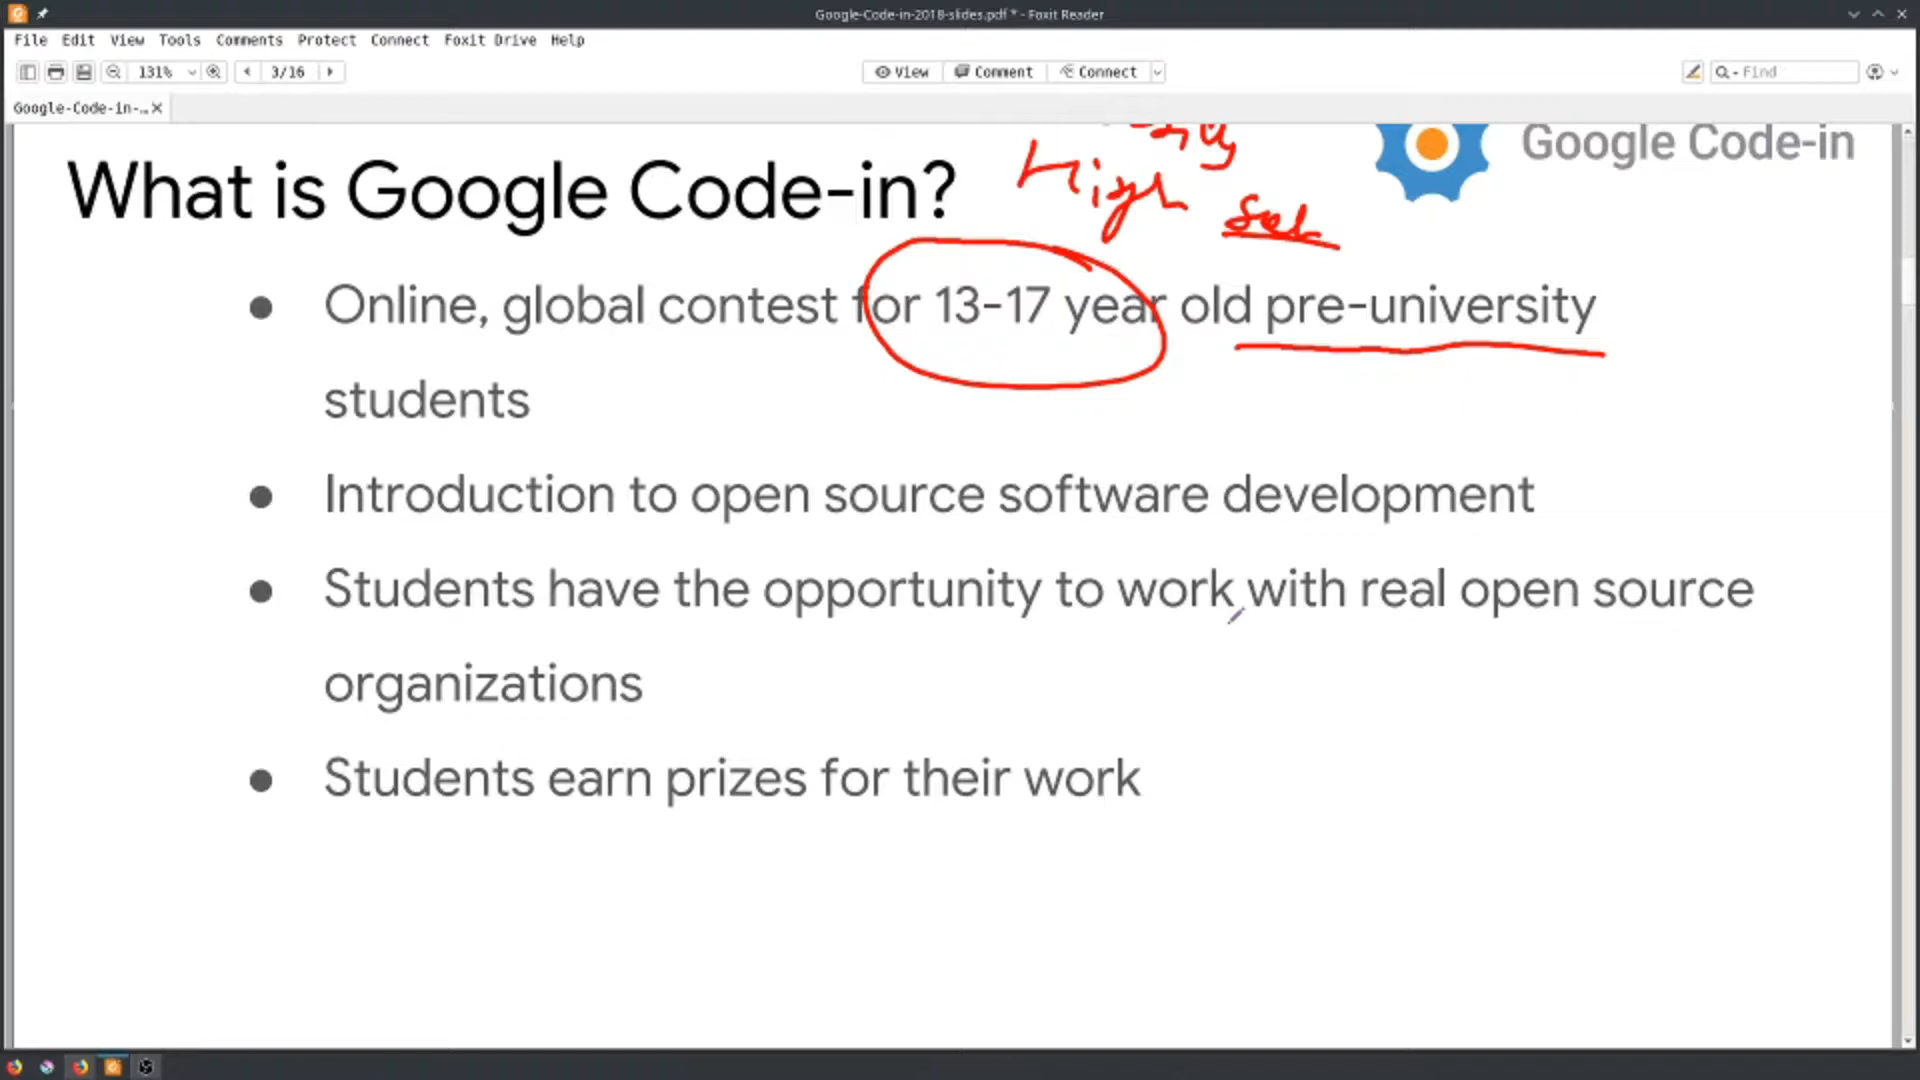 Google-Code-in-2018-slides.pdf * - Foxit Reader
File Edit View Tools Comments Protect Connect Foxit Drive Help
131% 3/16 View Comment Connect Find
Google-Code-in-...
High
Google Code-in
What is Google Code-in?
Online, global contest for 13-17 year old pre-university
students
Introduction to open source software development
Students have the opportunity to work with real open source
organizations
Students earn prizes for their work